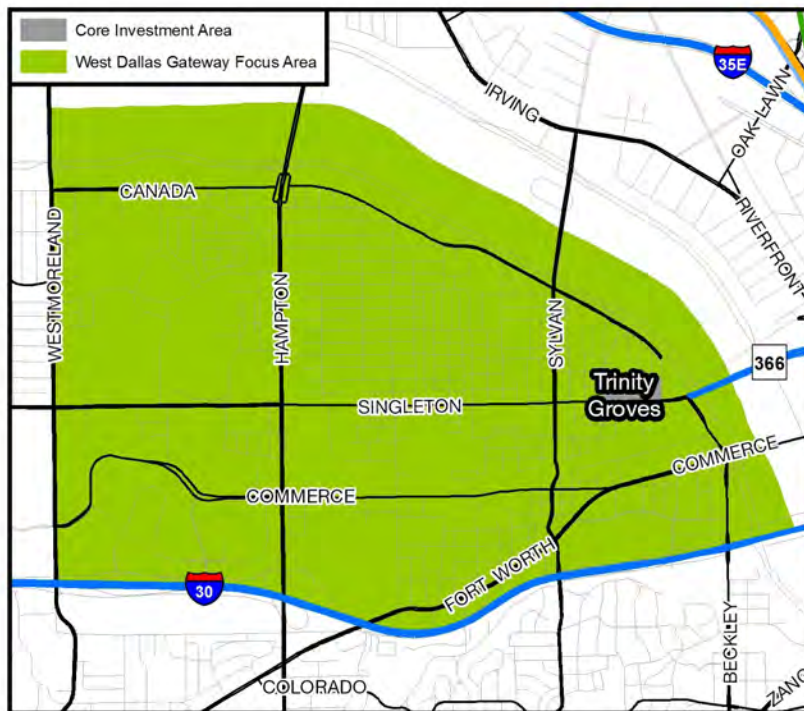 Core Investment Area
West Dallas Gateway Focus Area
35E
IRVING
OAK LAWN
CANADA
RIVERFRONT
WESTMORELAND
HAMPTON
SYLVAN
366
Trinity
Groves
SINGLETON
COMMERCE
COMMERCE
FORT WORTH
30
BECKLEY
COLORADO
ZANG